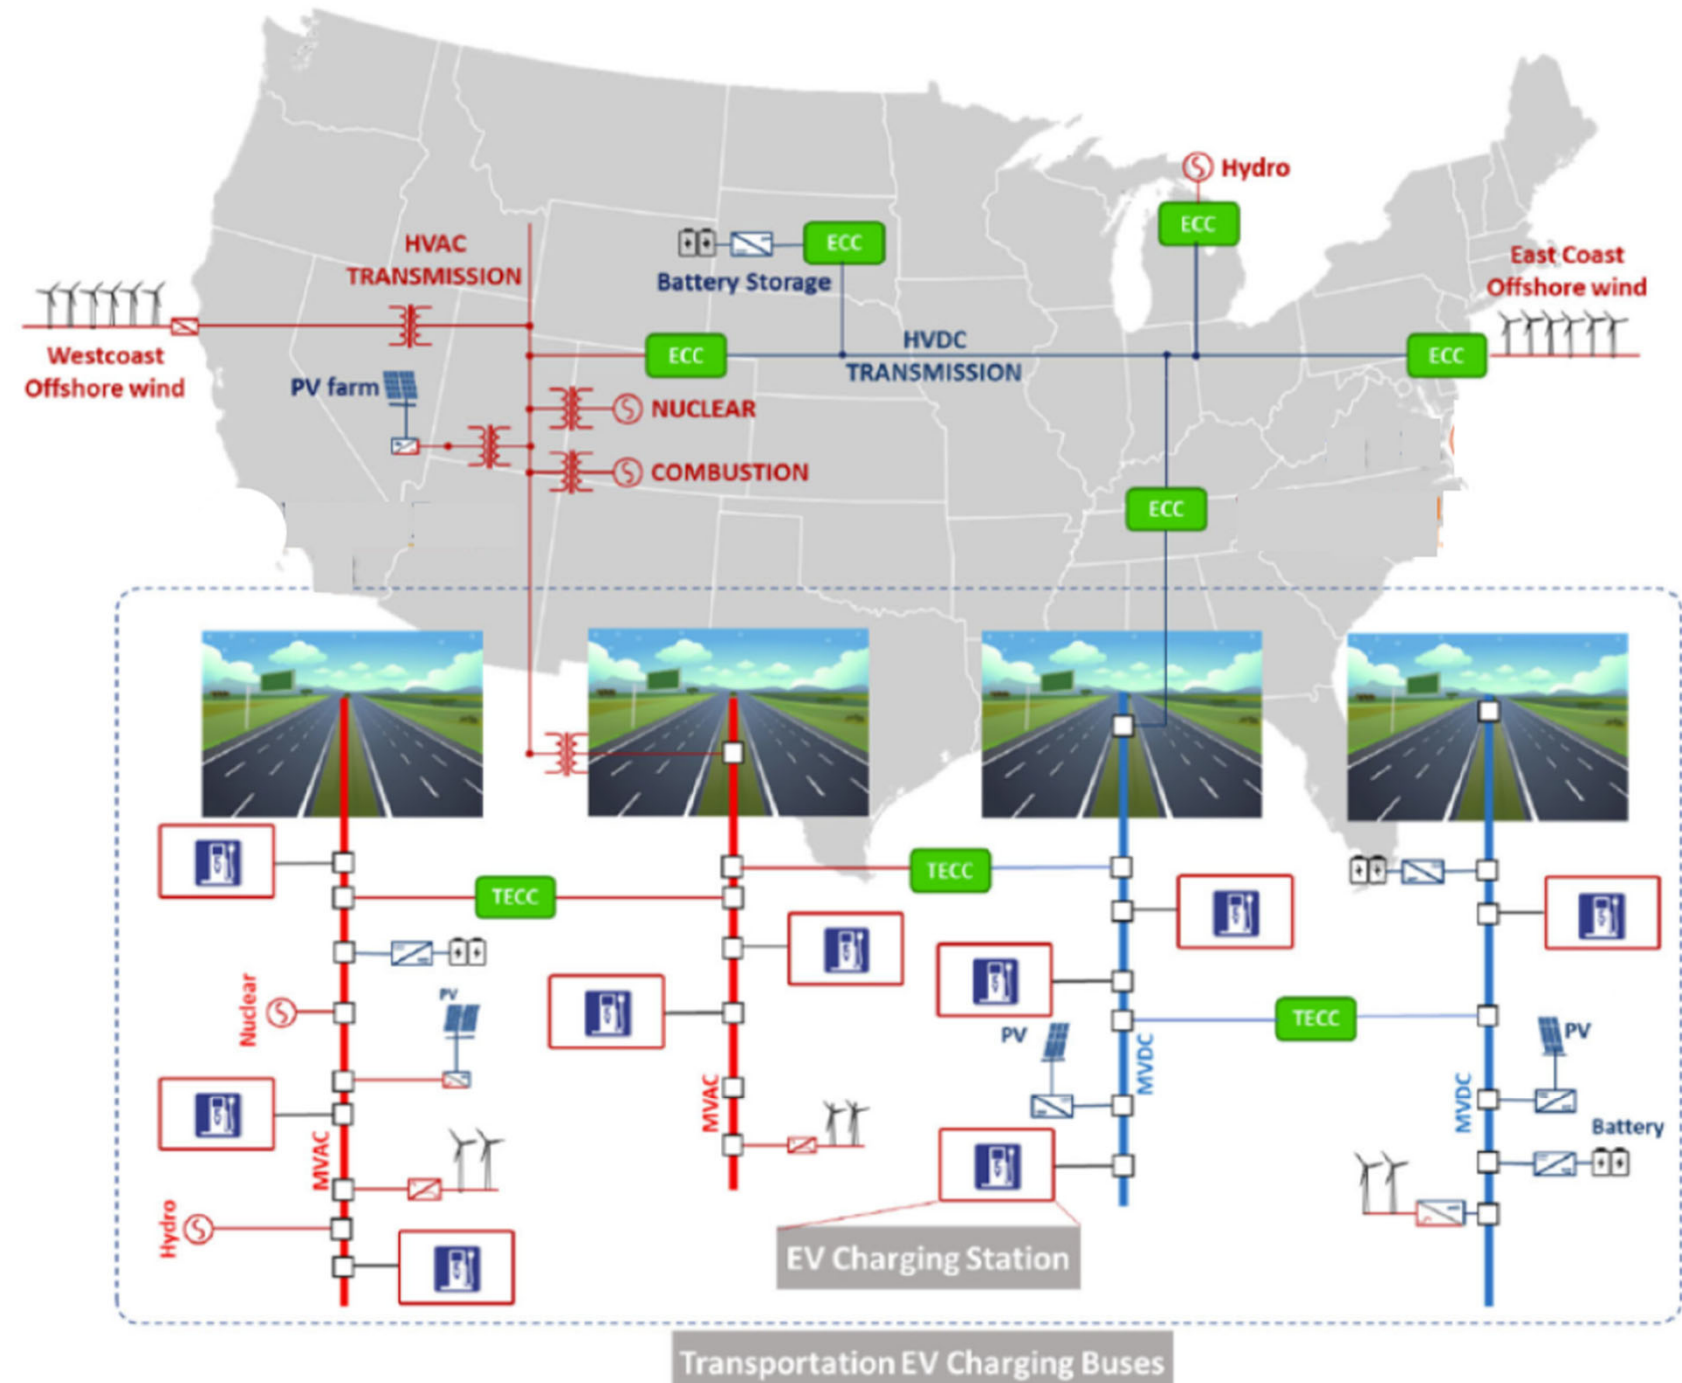 Hydro
ECC
HVAC
TRANSMISSION
ECC
Battery Storage
East Coast
Offshore wind
Westcoast
Offshore wind
ECC
HVDC
TRANSMISSION
ECC
PV farm
NUCLEAR
COMBUSTION
ECC
TECC
TECC
Nuclear
PV
TECC
PV
MVDC
PV
MVAC
MVDC
Battery
MVAC
Hydro
EV Charging Station
Transportation EV Charging Buses